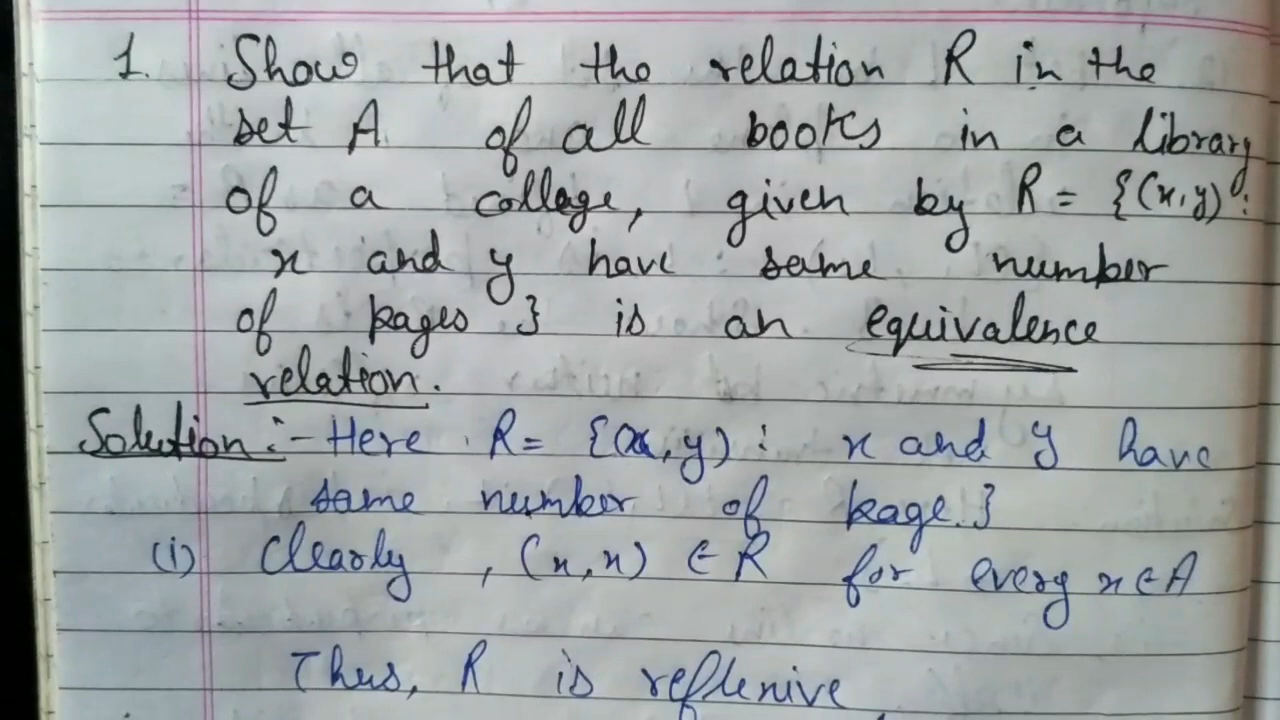 1. Show that the relation R in the
set A of all books in a library
of a college, given by R = {(x,y) :
x and y have same number
of pages } is an equivalence
relation.
Solution :- Here R = {(x,y) : x and y have
same number of page.}
(i) Clearly , (x,x) ∈ R for every x ∈ A
Thus, R is reflexive